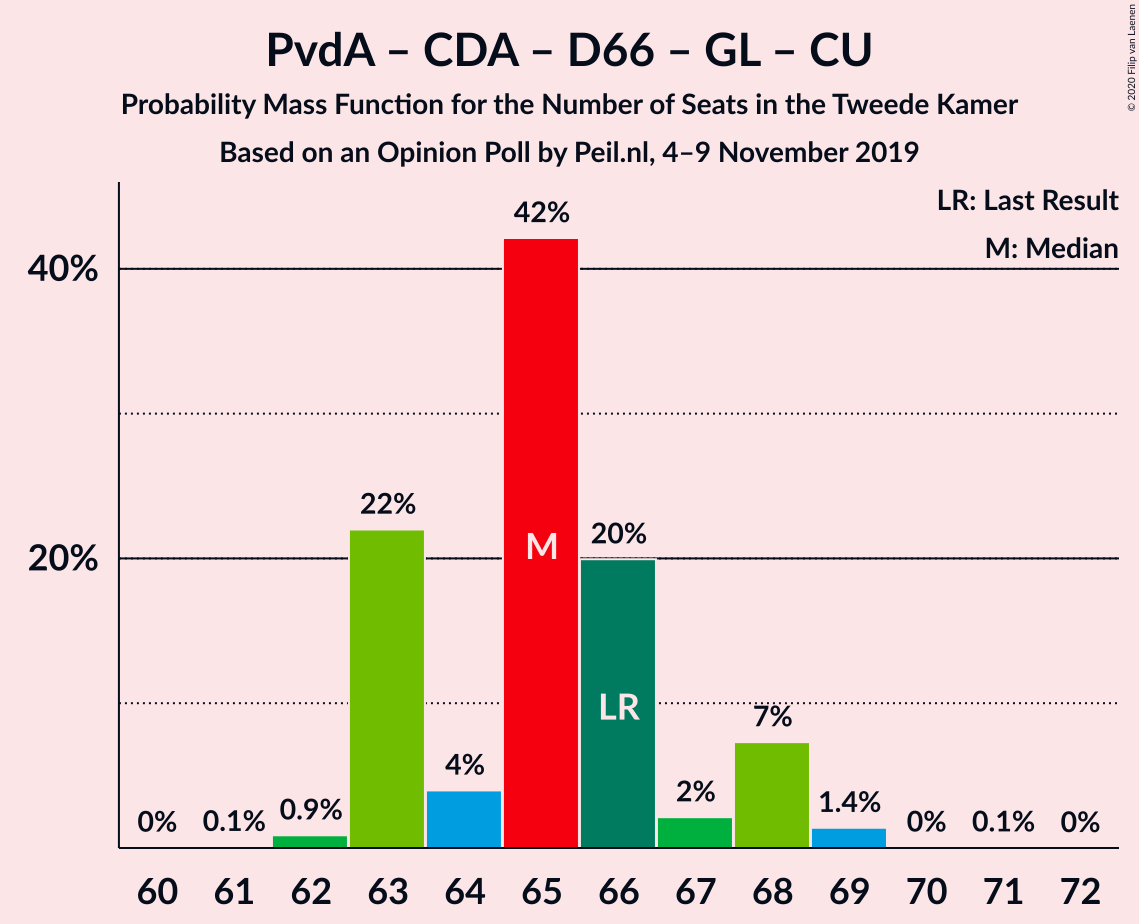 PvdA – CDA – D66 – GL – CU
Probability Mass Function for the Number of Seats in the Tweede Kamer
Based on an Opinion Poll by Peil.nl, 4–9 November 2019
© 2020 Filip van Laenen
LR: Last Result
M: Median
40%
20%
0%
0.1%
0.9%
22%
4%
42%
20%
2%
7%
1.4%
0%
0.1%
0%
M
LR
60 61 62 63 64 65 66 67 68 69 70 71 72